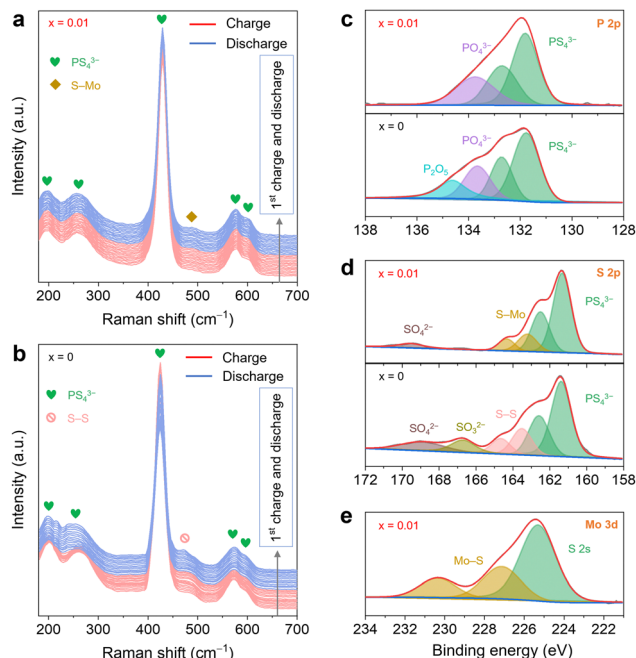 a
x = 0.01
Charge
Discharge
PS₄³⁻
S–Mo
1ˢᵗ charge and discharge
Intensity (a.u.)
200 300 400 500 600 700
Raman shift (cm⁻¹)
b
x = 0
Charge
Discharge
PS₄³⁻
S–S
1ˢᵗ charge and discharge
Intensity (a.u.)
200 300 400 500 600 700
Raman shift (cm⁻¹)
c
x = 0.01
P 2p
PO₄³⁻
PS₄³⁻
x = 0
PO₄³⁻
PS₄³⁻
P₂O₅
138 136 134 132 130 128
d
x = 0.01
S 2p
S–Mo
PS₄³⁻
SO₄²⁻
x = 0
PS₄³⁻
S–S
SO₄²⁻
SO₃²⁻
172 170 168 166 164 162 160 158
e
x = 0.01
Mo 3d
S 2s
Mo–S
234 232 230 228 226 224 222
Binding energy (eV)
Intensity (a.u.)